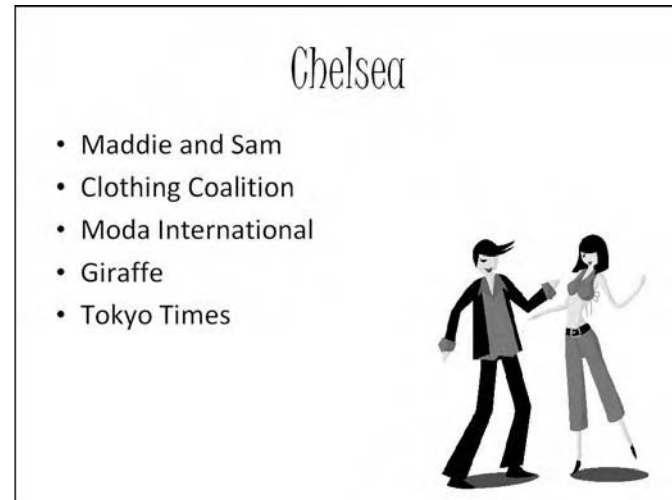 Chelsea
• Maddie and Sam
• Clothing Coalition
• Moda International
• Giraffe
• Tokyo Times